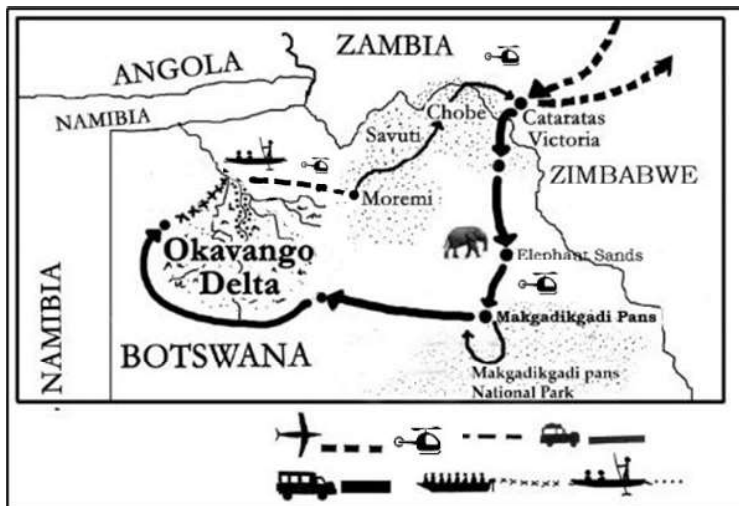 ZAMBIA
ANGOLA
NAMIBIA
Chobe
Cataratas
Victoria
Savuti
ZIMBABWE
Moremi
Okavango
Delta
Elephant Sands
Makgadikgadi Pans
BOTSWANA
NAMIBIA
Makgadikgadi pans
National Park